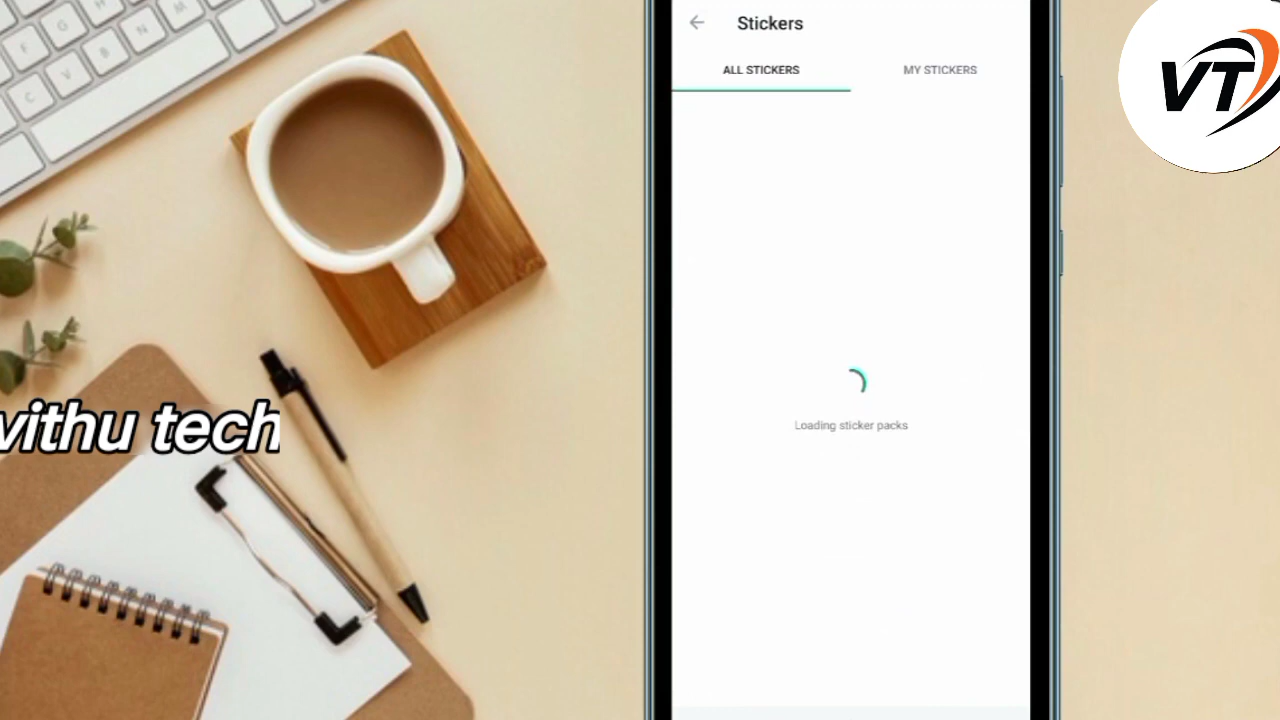 Stickers
ALL STICKERS
MY STICKERS
Loading sticker packs
VT
vithu tech
F
G
H
C
V
B
N
M